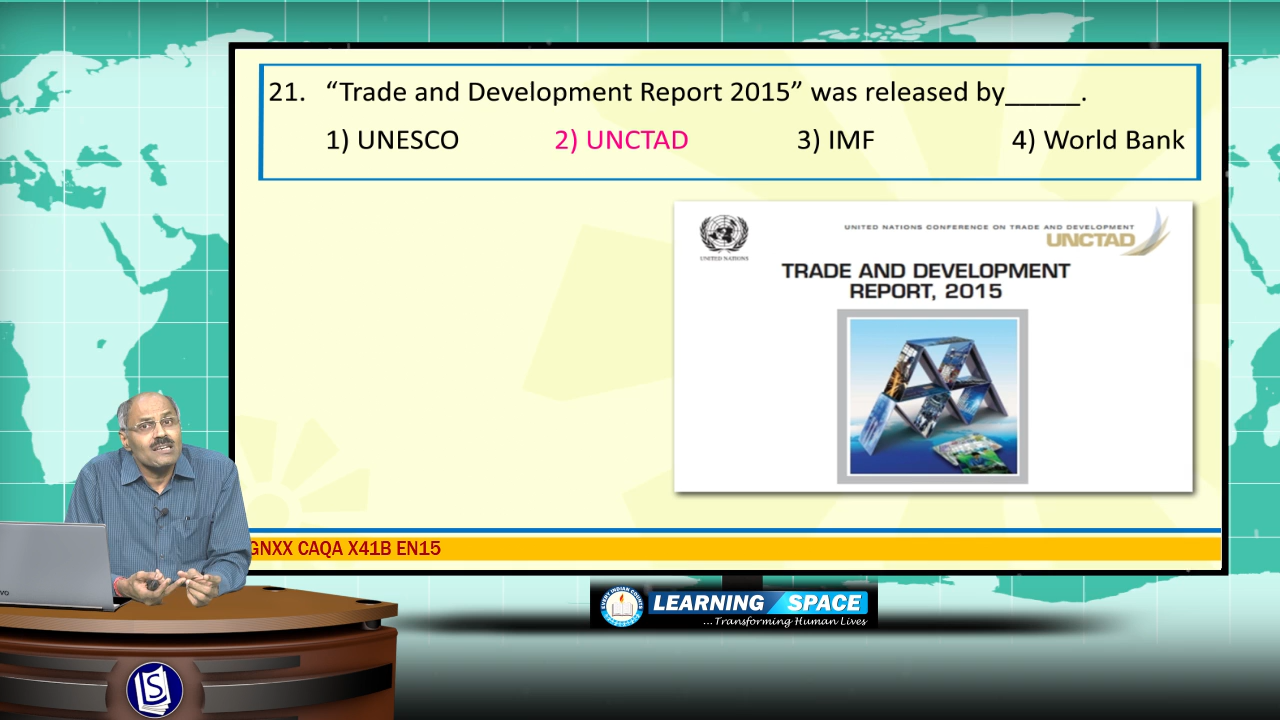 21. “Trade and Development Report 2015” was released by_____.
1) UNESCO 2) UNCTAD 3) IMF 4) World Bank
UNITED NATIONS CONFERENCE ON TRADE AND DEVELOPMENT
UNCTAD
UNITED NATIONS
TRADE AND DEVELOPMENT
REPORT, 2015
GNXX CAQA X41B EN15
LEARNING SPACE
...Transforming Human Lives
LS